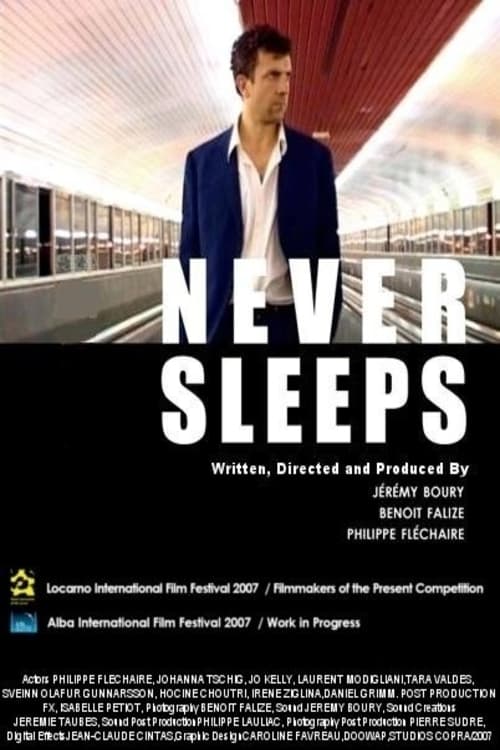 NEVER
SLEEPS
Written, Directed and Produced By
JÉRÉMY BOURY
BENOIT FALIZE
PHILIPPE FLÉCHAIRE
Locarno International Film Festival 2007 / Filmmakers of the Present Competition
Alba International Film Festival 2007 / Work in Progress
Actors PHILIPPE FLECHAIRE, JOHANNA TSCHIG, JO KELLY, LAURENT MODIGLIANI, TARA VALDES,
SVEINN OLAFUR GUNNARSSON, HOCINE CHOUTRI, IRENE ZIGLINA, DANIEL GRIMM. POST PRODUCTION
FX, ISABELLE PETIOT, Photography BENOIT FALIZE, Sound JEREMY BOURY, Sound Creations
JEREMIE TAUBES, Sound Post Production PHILIPPE LAULIAC, Photography Post Production PIERRE SUDRE,
Digital Effects JEAN-CLAUDE CINTAS, Graphic Design CAROLINE FAVREAU, DOOWAP, STUDIOS COPRA/2007